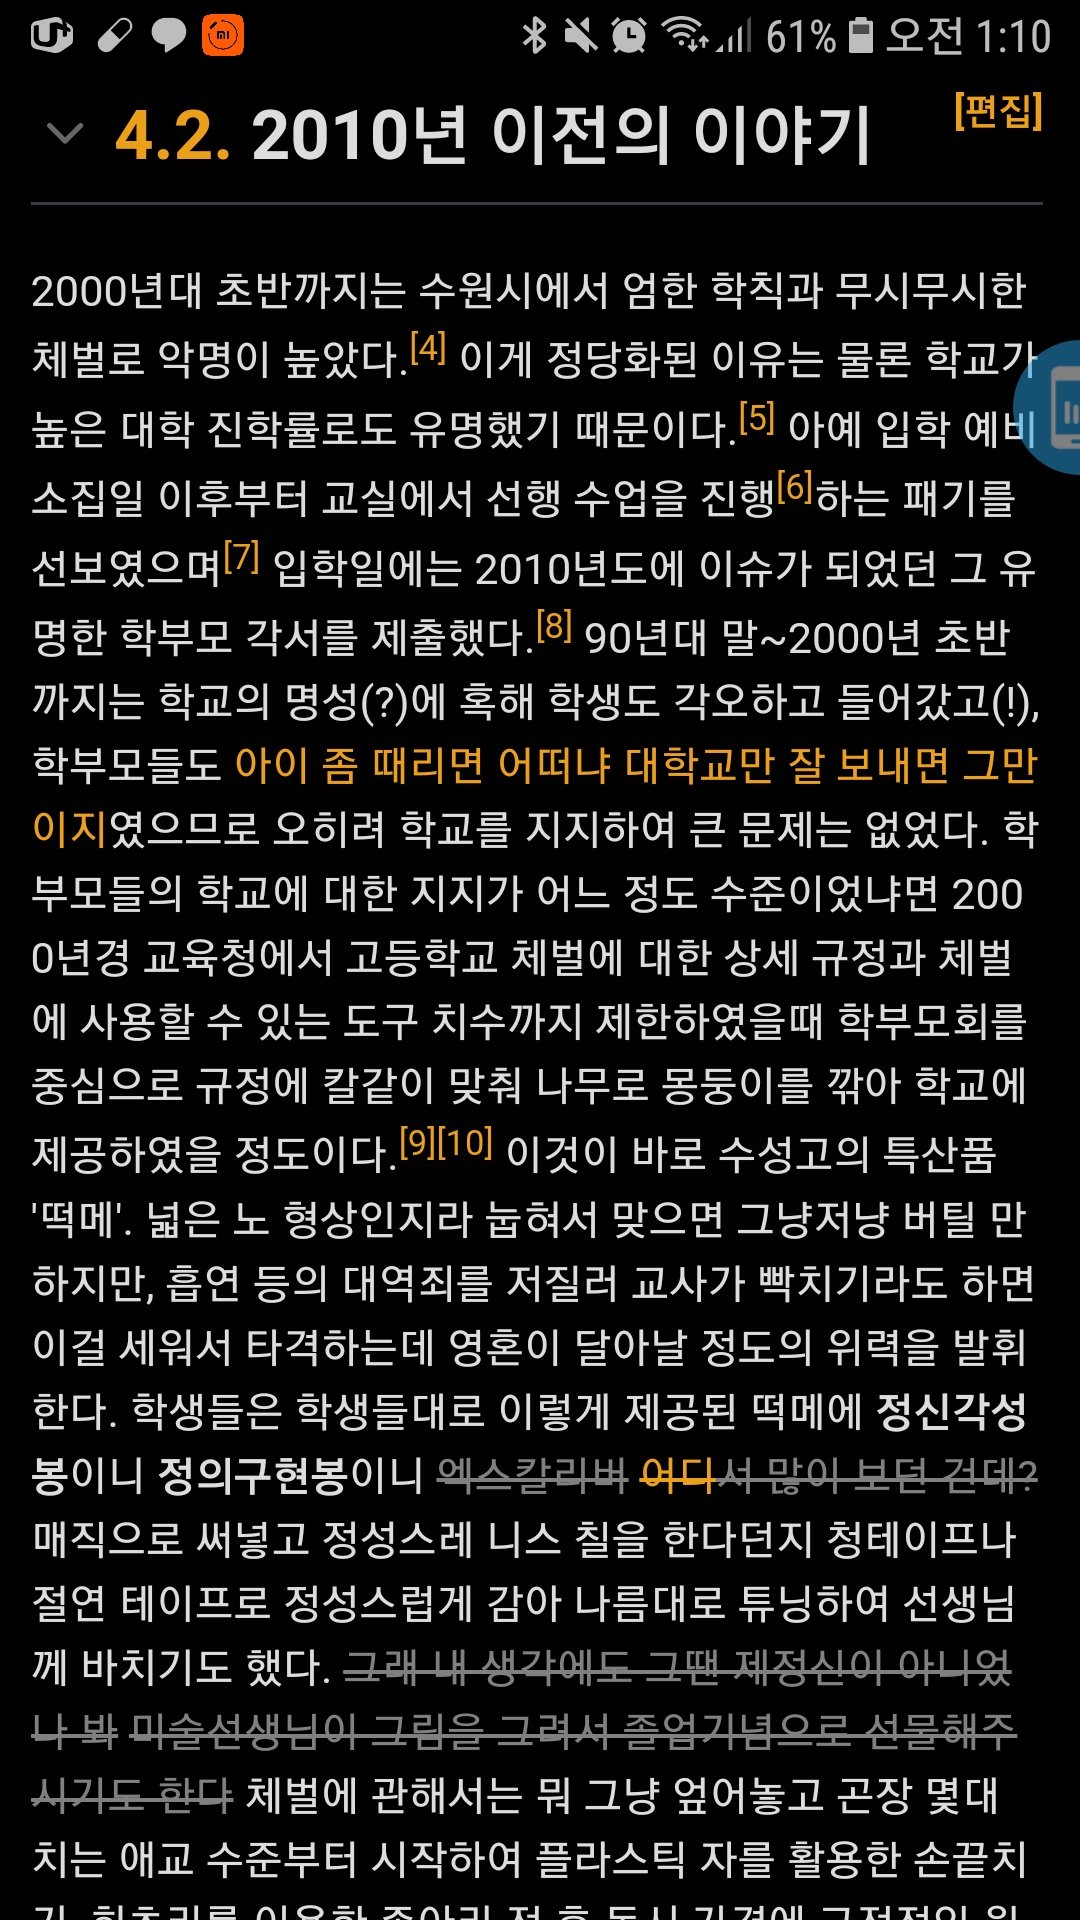 61% 오전 1:10
4.2. 2010년 이전의 이야기 [편집]
2000년대 초반까지는 수원시에서 엄한 학칙과 무시무시한
체벌로 악명이 높았다.[4] 이게 정당화된 이유는 물론 학교가
높은 대학 진학률로도 유명했기 때문이다.[5] 아예 입학 예비
소집일 이후부터 교실에서 선행 수업을 진행[6]하는 패기를
선보였으며[7] 입학일에는 2010년도에 이슈가 되었던 그 유
명한 학부모 각서를 제출했다.[8] 90년대 말~2000년 초반
까지는 학교의 명성(?)에 혹해 학생도 각오하고 들어갔고(!),
학부모들도 아이 좀 때리면 어떠냐 대학교만 잘 보내면 그만
이지였으므로 오히려 학교를 지지하여 큰 문제는 없었다. 학
부모들의 학교에 대한 지지가 어느 정도 수준이었냐면 200
0년경 교육청에서 고등학교 체벌에 대한 상세 규정과 체벌
에 사용할 수 있는 도구 치수까지 제한하였을때 학부모회를
중심으로 규정에 칼같이 맞춰 나무로 몽둥이를 깎아 학교에
제공하였을 정도이다.[9][10] 이것이 바로 수성고의 특산품
'떡메'. 넓은 노 형상인지라 눕혀서 맞으면 그냥저냥 버틸 만
하지만, 흡연 등의 대역죄를 저질러 교사가 빡치기라도 하면
이걸 세워서 타격하는데 영혼이 달아날 정도의 위력을 발휘
한다. 학생들은 학생들대로 이렇게 제공된 떡메에 정신각성
봉이니 정의구현봉이니 엑스칼리버 어디서 많이 보던 건데?
매직으로 써넣고 정성스레 니스 칠을 한다던지 청테이프나
절연 테이프로 정성스럽게 감아 나름대로 튜닝하여 선생님
께 바치기도 했다. 그래 내 생각에도 그땐 제정신이 아니었
나 봐 미술선생님이 그림을 그려서 졸업기념으로 선물해주
시기도 한다 체벌에 관해서는 뭐 그냥 엎어놓고 곤장 몇대
치는 애교 수준부터 시작하여 플라스틱 자를 활용한 손끝치